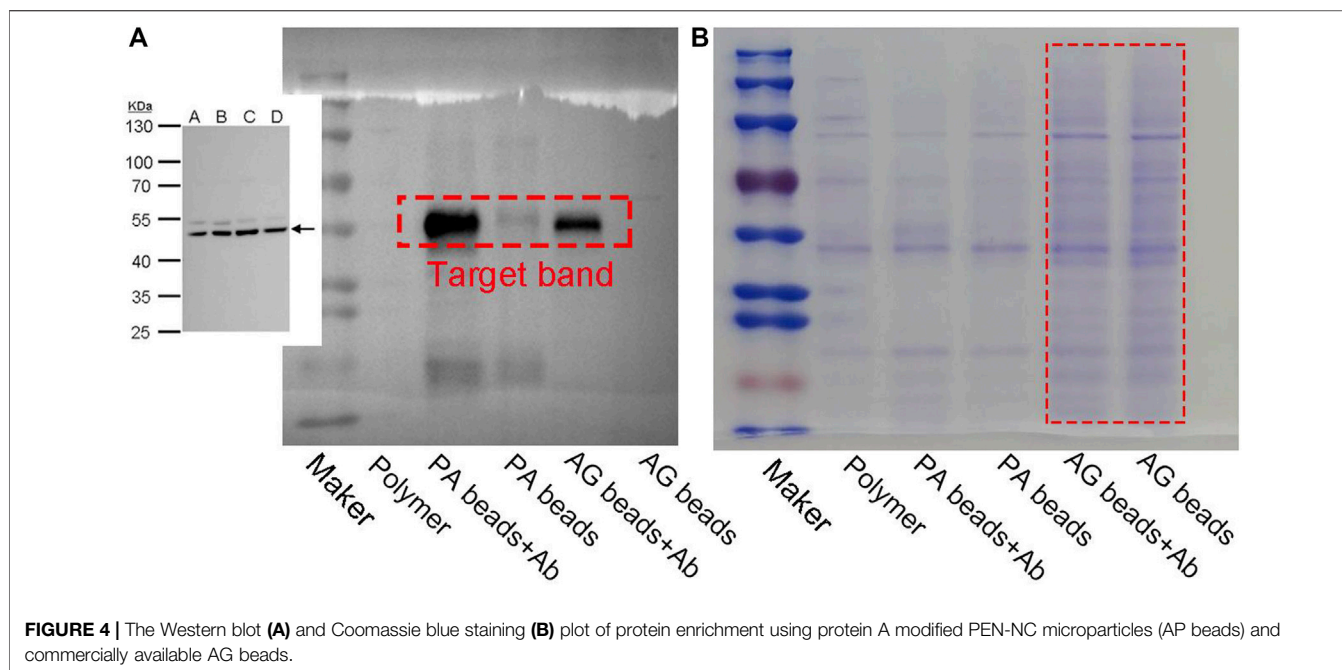 A
B
KDa
A B C D
130
100
70
55
40
35
25
Target band
Maker
Polymer
PA beads+Ab
PA beads
AG beads+Ab
AG beads
Maker
Polymer
PA beads+Ab
PA beads
AG beads+Ab
AG beads
FIGURE 4 | The Western blot (A) and Coomassie blue staining (B) plot of protein enrichment using protein A modified PEN-NC microparticles (AP beads) and
commercially available AG beads.